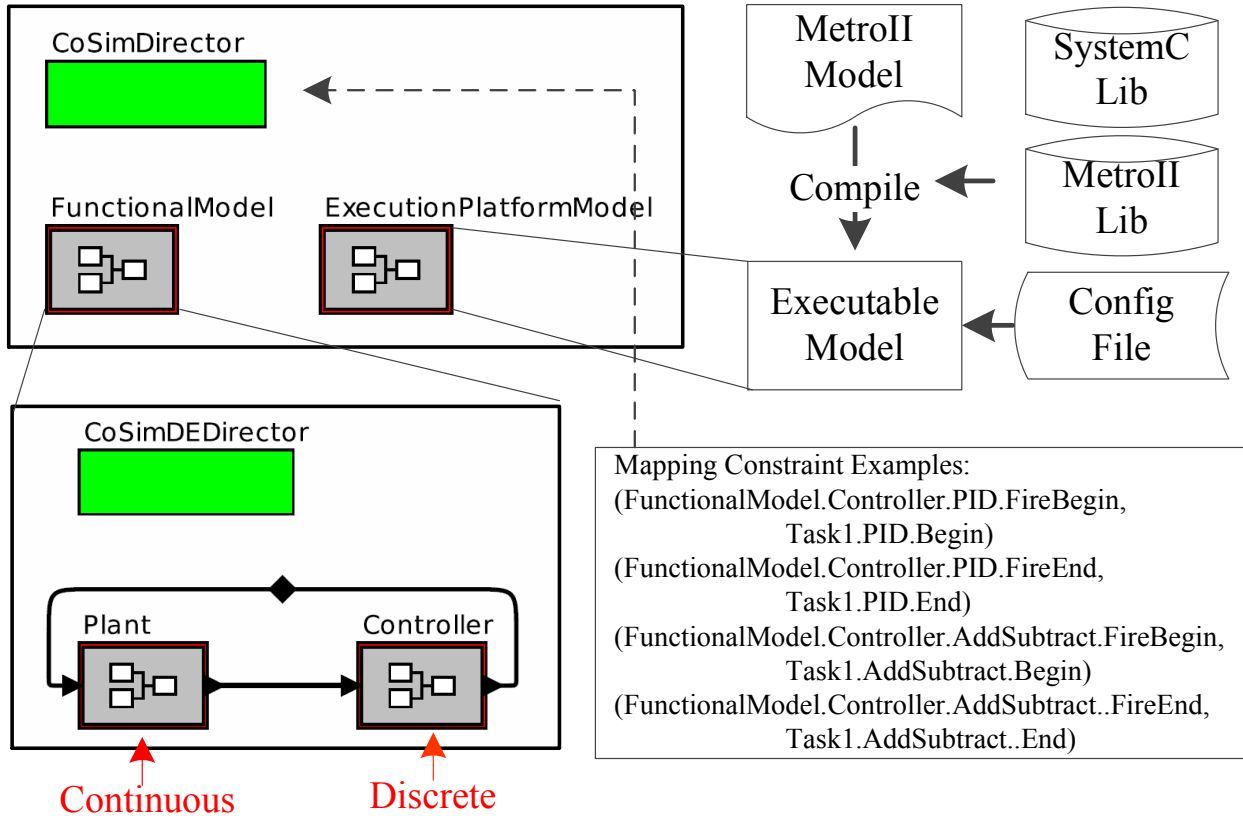 CoSimDirector
FunctionalModel
ExecutionPlatformModel
MetroII
Model
SystemC
Lib
Compile
MetroII
Lib
Executable
Model
Config
File
CoSimDEDirector
Plant
Controller
Continuous
Discrete
Mapping Constraint Examples:
(FunctionalModel.Controller.PID.FireBegin,
Task1.PID.Begin)
(FunctionalModel.Controller.PID.FireEnd,
Task1.PID.End)
(FunctionalModel.Controller.AddSubtract.FireBegin,
Task1.AddSubtract.Begin)
(FunctionalModel.Controller.AddSubtract..FireEnd,
Task1.AddSubtract..End)